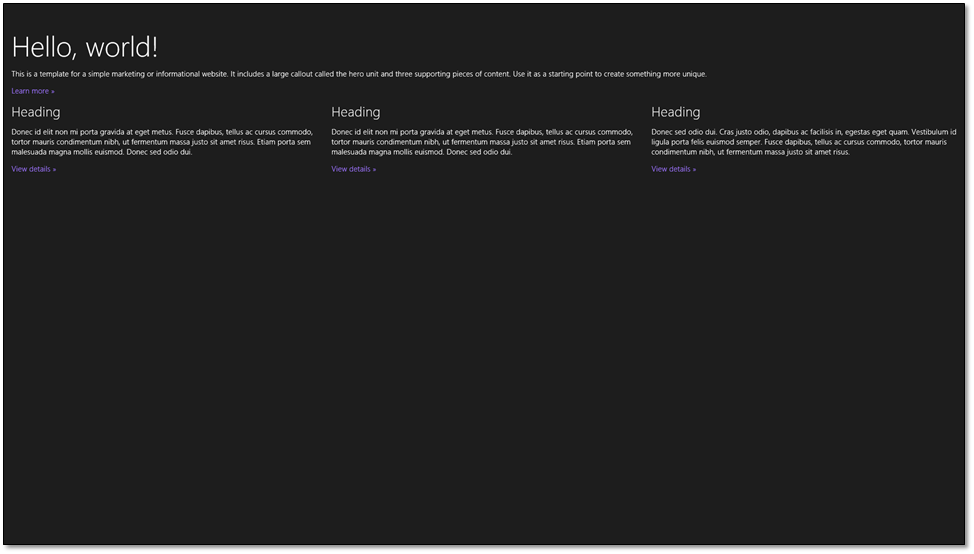 Hello, world!
This is a template for a simple marketing or informational website. It includes a large callout called the hero unit and three supporting pieces of content. Use it as a starting point to create something more unique.
Learn more »
Heading
Donec id elit non mi porta gravida at eget metus. Fusce dapibus, tellus ac cursus commodo,
tortor mauris condimentum nibh, ut fermentum massa justo sit amet risus. Etiam porta sem
malesuada magna mollis euismod. Donec sed odio dui.
View details »
Heading
Donec id elit non mi porta gravida at eget metus. Fusce dapibus, tellus ac cursus commodo,
tortor mauris condimentum nibh, ut fermentum massa justo sit amet risus. Etiam porta sem
malesuada magna mollis euismod. Donec sed odio dui.
View details »
Heading
Donec sed odio dui. Cras justo odio, dapibus ac facilisis in, egestas eget quam. Vestibulum id
ligula porta felis euismod semper. Fusce dapibus, tellus ac cursus commodo, tortor mauris
condimentum nibh, ut fermentum massa justo sit amet risus.
View details »